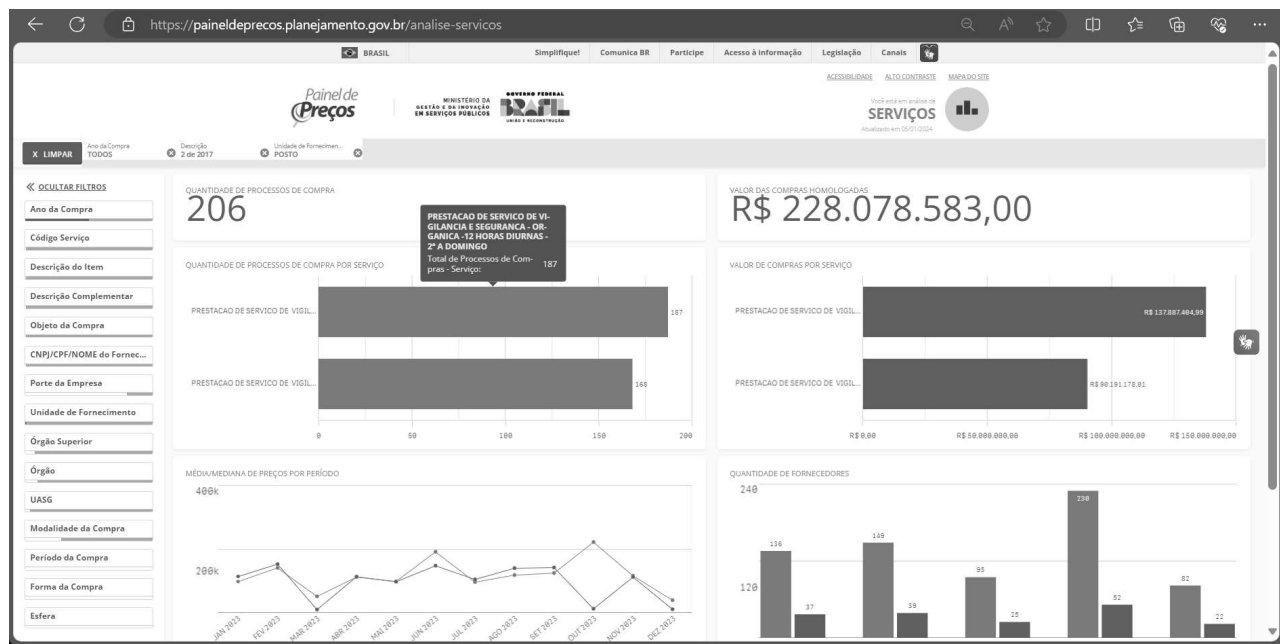 https://paineldeprecos.planejamento.gov.br/analise-servicos
BRASIL
Simplifique!
Comunica BR
Participe
Acesso à informação
Legislação
Canais
ACESSIBILIDADE
ALTO CONTRASTE
MAPA DO SITE
Painel de
Preços
MINISTÉRIO DA
GESTÃO E DA INOVAÇÃO
EM SERVIÇOS PÚBLICOS
GOVERNO FEDERAL
BRASIL
UNIÃO E RECONSTRUÇÃO
Você está em análise de
SERVIÇOS
Atualizado em 05/01/2024
X LIMPAR
Ano da Compra
TODOS
Descrição
2 de 2017
Unidade de Fornecimen...
POSTO
OCULTAR FILTROS
Ano da Compra
Código Serviço
Descrição do Item
Descrição Complementar
Objeto da Compra
CNPJ/CPF/NOME do Fornec...
Porte da Empresa
Unidade de Fornecimento
Órgão Superior
Órgão
UASG
Modalidade da Compra
Período da Compra
Forma da Compra
Esfera
QUANTIDADE DE PROCESSOS DE COMPRA
206
VALOR DAS COMPRAS HOMOLOGADAS
R$ 228.078.583,00
PRESTACAO DE SERVICO DE VI-
GILANCIA E SEGURANCA - OR-
GANICA -12 HORAS DIURNAS -
2ª A DOMINGO
Total de Processos de Com-
pras - Serviço: 187
QUANTIDADE DE PROCESSOS DE COMPRA POR SERVIÇO
PRESTACAO DE SERVICO DE VIGIL... 187
PRESTACAO DE SERVICO DE VIGIL... 168
0 50 100 150 200
VALOR DE COMPRAS POR SERVIÇO
PRESTACAO DE SERVICO DE VIGIL... R$ 137.887.404,99
PRESTACAO DE SERVICO DE VIGIL... R$ 90.191.178,01
R$ 0,00 R$ 50.000.000,00 R$ 100.000.000,00 R$ 150.000.000,00
MÉDIA/MEDIANA DE PREÇOS POR PERÍODO
400k
200k
JAN 2023 FEV 2023 MAR 2023 ABR 2023 MAI 2023 JUN 2023 JUL 2023 AGO 2023 SET 2023 OUT 2023 NOV 2023 DEZ 2023
QUANTIDADE DE FORNECEDORES
240
120
136 37 149 39 95 25 230 52 82 22